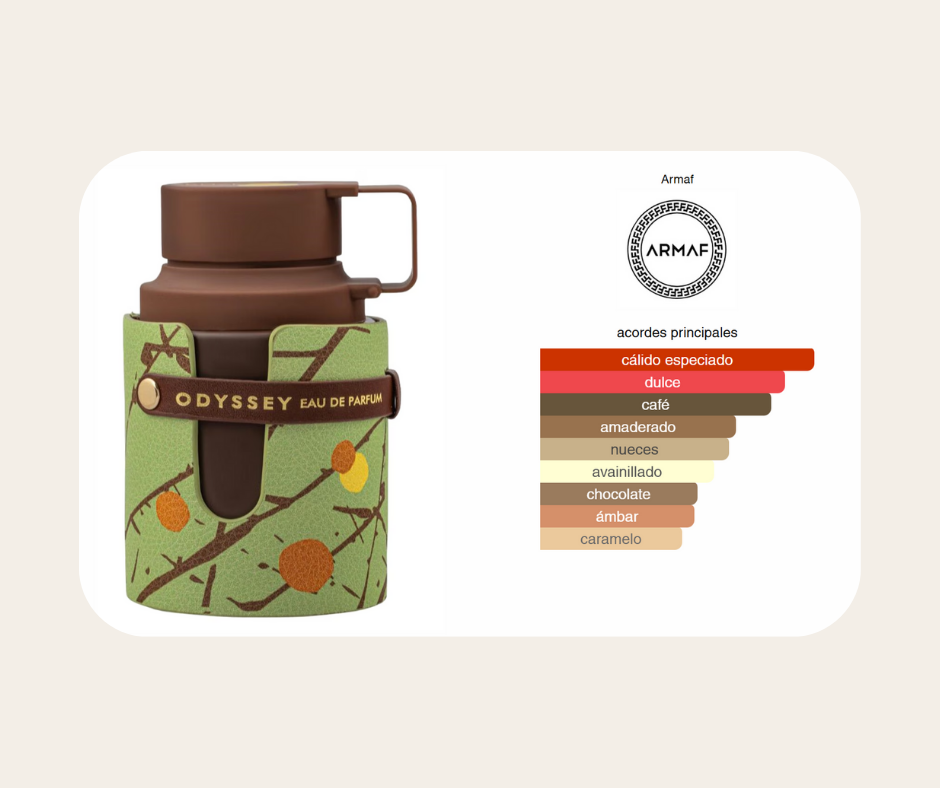 ODYSSEY EAU DE PARFUM
Armaf
ARMAF
acordes principales
cálido especiado
dulce
café
amaderado
nueces
avainillado
chocolate
ámbar
caramelo